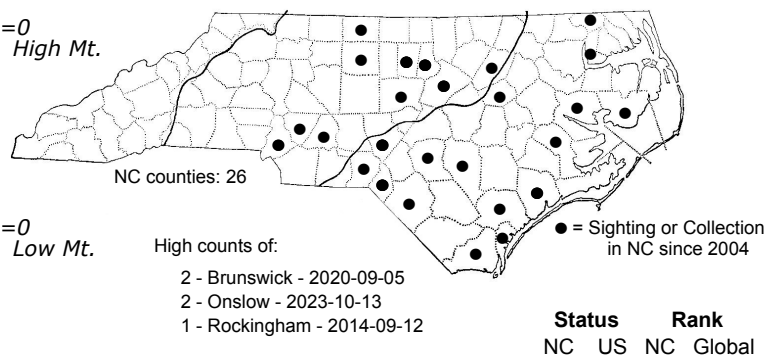 =0
High Mt.
NC counties: 26
=0
Low Mt.
High counts of:
2 - Brunswick - 2020-09-05
2 - Onslow - 2023-10-13
1 - Rockingham - 2014-09-12
● = Sighting or Collection
in NC since 2004
Status Rank
NC US NC Global